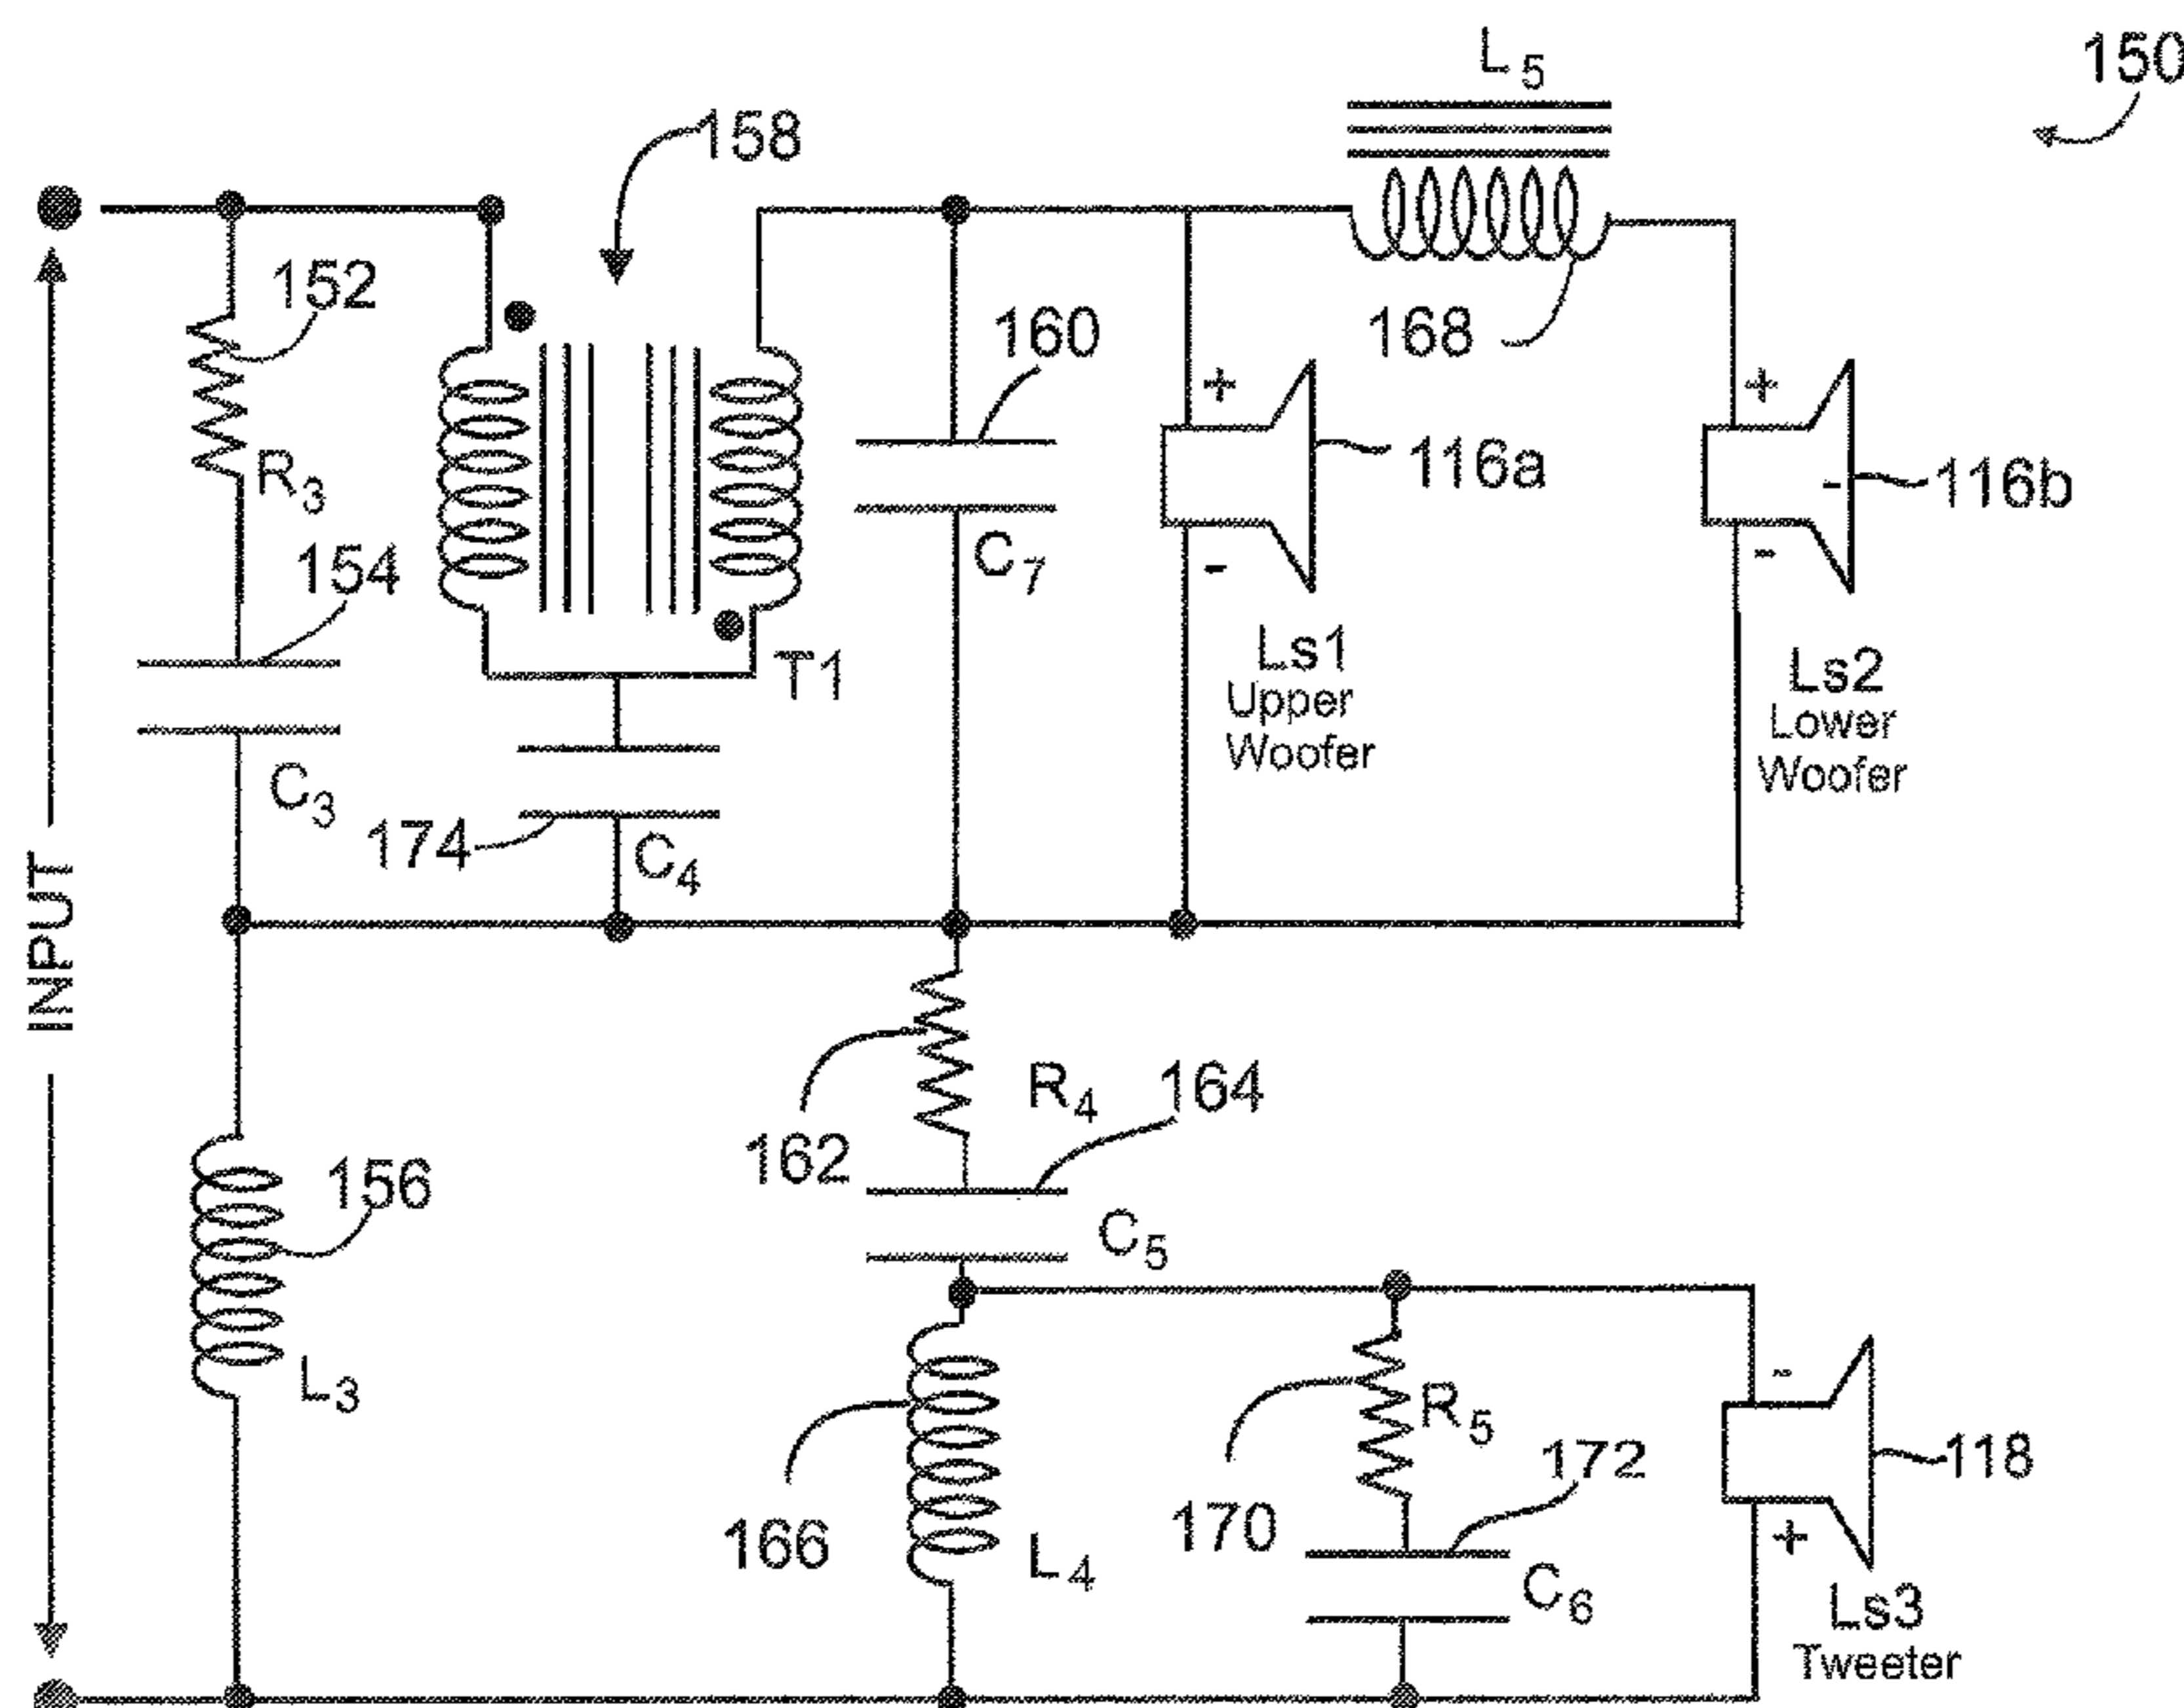 L5
150
158
152
160
168
+
+
116a
- 116b
R3
154
C7
-
-
T1
Ls1
Upper
Woofer
Ls2
Lower
Woofer
C3
174
C4
INPUT
R4
164
162
156
C5
L3
-
R5
172
118
166
170
+
L4
C6
Ls3
Tweeter